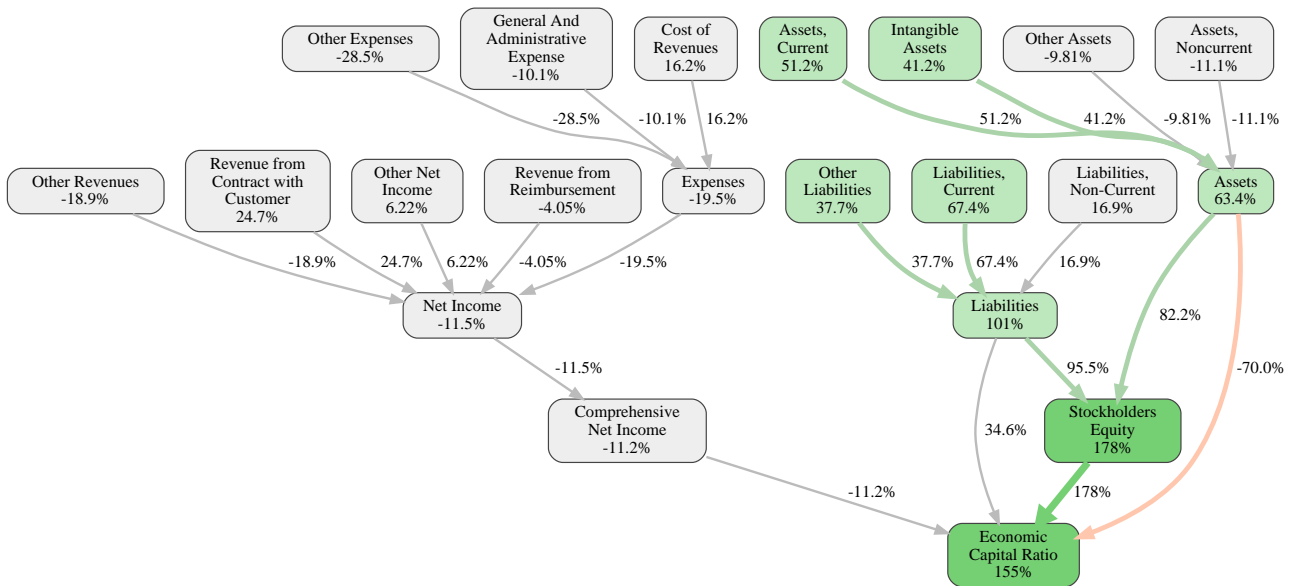 Other Expenses
-28.5%
General And
Administrative
Expense
-10.1%
Cost of
Revenues
16.2%
Assets,
Current
51.2%
Intangible
Assets
41.2%
Other Assets
-9.81%
Assets,
Noncurrent
-11.1%
-28.5%
-10.1%
16.2%
51.2%
41.2%
-9.81%
-11.1%
Other Revenues
-18.9%
Revenue from
Contract with
Customer
24.7%
Other Net
Income
6.22%
Revenue from
Reimbursement
-4.05%
Expenses
-19.5%
Other
Liabilities
37.7%
Liabilities,
Current
67.4%
Liabilities,
Non-Current
16.9%
Assets
63.4%
-18.9%
24.7%
6.22%
-4.05%
-19.5%
37.7%
67.4%
16.9%
Net Income
-11.5%
Liabilities
101%
82.2%
-11.5%
95.5%
-70.0%
Comprehensive
Net Income
-11.2%
34.6%
Stockholders
Equity
178%
-11.2%
178%
Economic
Capital Ratio
155%